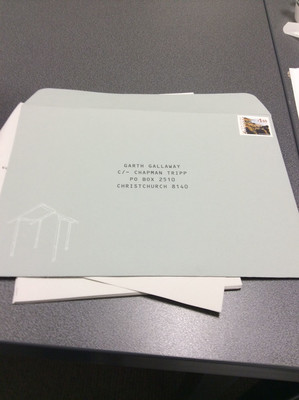 GARTH GALLAWAY
C/- CHAPMAN TRIPP
PO BOX 2510
CHRISTCHURCH 8140